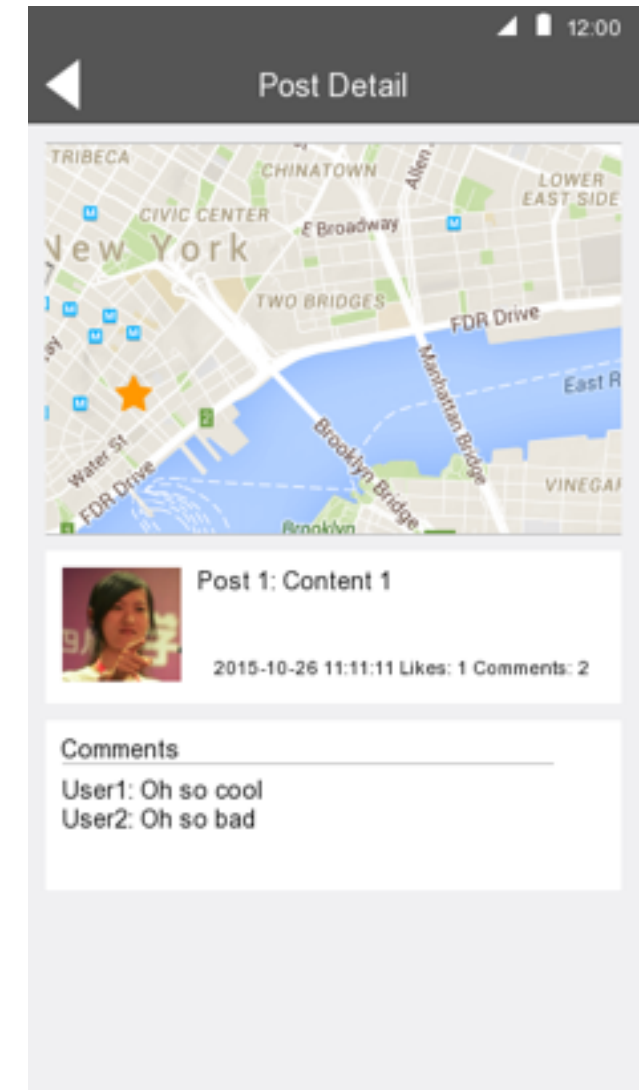 12:00
Post Detail
TRIBECA
CHINATOWN
Allen
LOWER
EAST SIDE
CIVIC CENTER
E Broadway
New York
TWO BRIDGES
FDR Drive
Manhattan Bridge
East R
Brooklyn Bridge
2
Water St
FDR Drive
VINEGAR
Brooklyn
Post 1: Content 1
2015-10-26 11:11:11 Likes: 1 Comments: 2
Comments
User1: Oh so cool
User2: Oh so bad